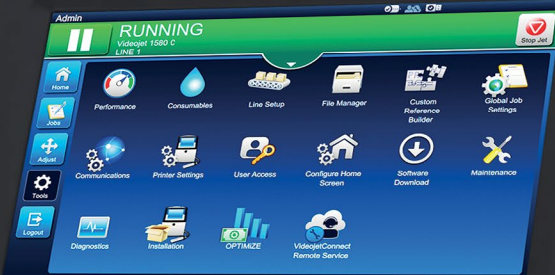 Admin
RUNNING
Videojet 1580 C
LINE 1
Stop Jet
Home
Jobs
Adjust
Tools
Logout
Performance
Consumables
Line Setup
File Manager
Custom
Reference
Builder
Global Job
Settings
Communications
Printer Settings
User Access
Configure Home
Screen
Software
Download
Maintenance
Diagnostics
Installation
OPTIMIZE
VideojetConnect
Remote Service